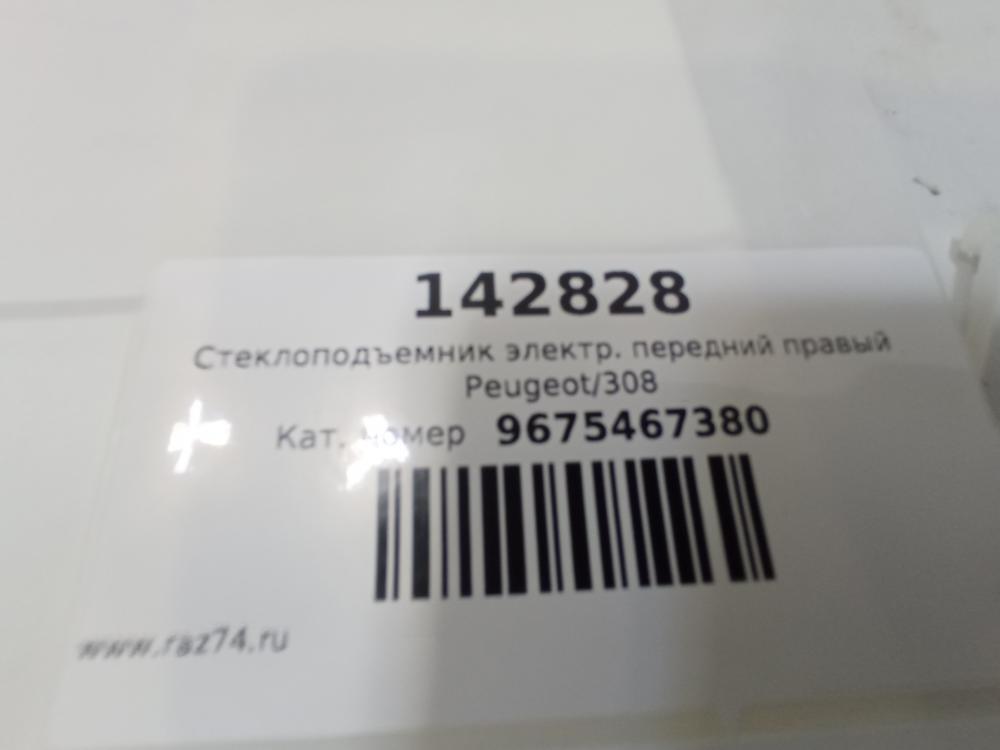 142828
Стеклоподъемник электр. передний правый
Peugeot/308
Кат. номер 9675467380
www.raz74.ru